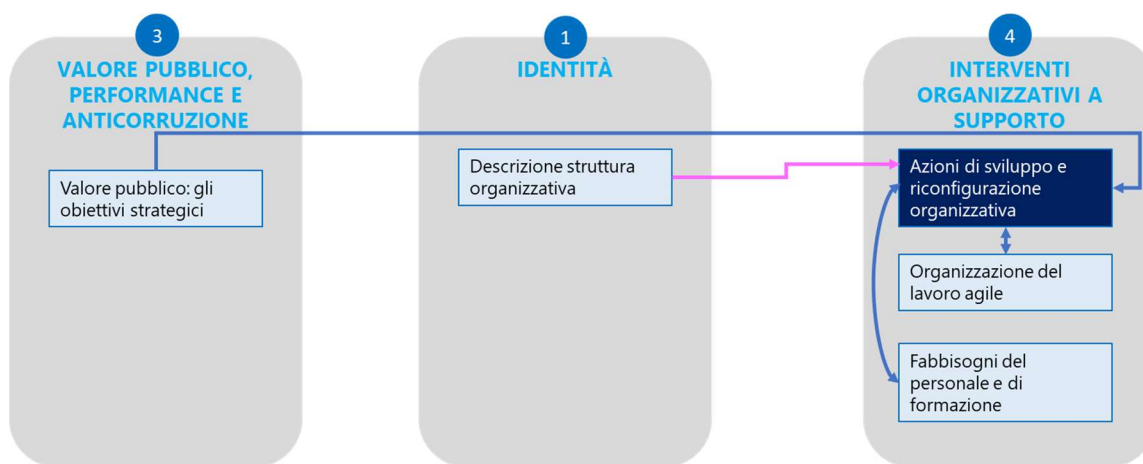 3
VALORE PUBBLICO,
PERFORMANCE E
ANTICORRUZIONE
Valore pubblico: gli
obiettivi strategici
1
IDENTITÀ
Descrizione struttura
organizzativa
4
INTERVENTI
ORGANIZZATIVI A
SUPPORTO
Azioni di sviluppo e
riconfigurazione
organizzativa
Organizzazione del
lavoro agile
Fabbisogni del
personale e di
formazione